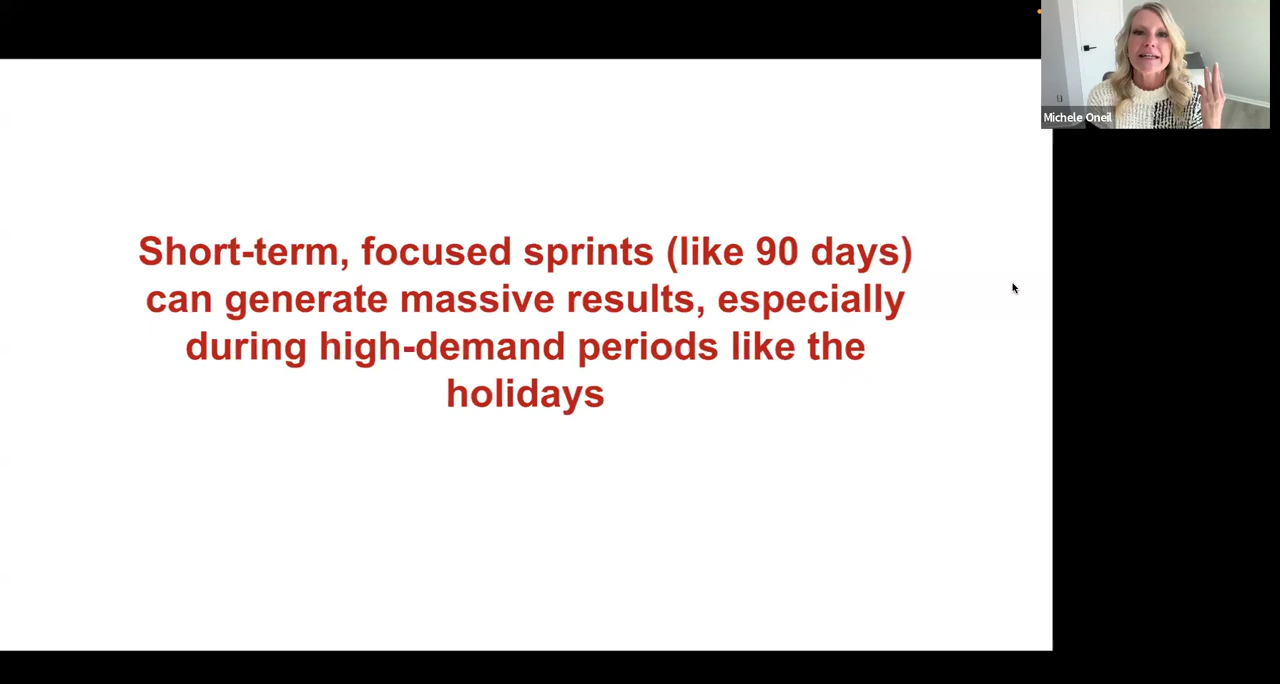 Michele Oneil
Short-term, focused sprints (like 90 days)
can generate massive results, especially
during high-demand periods like the
holidays